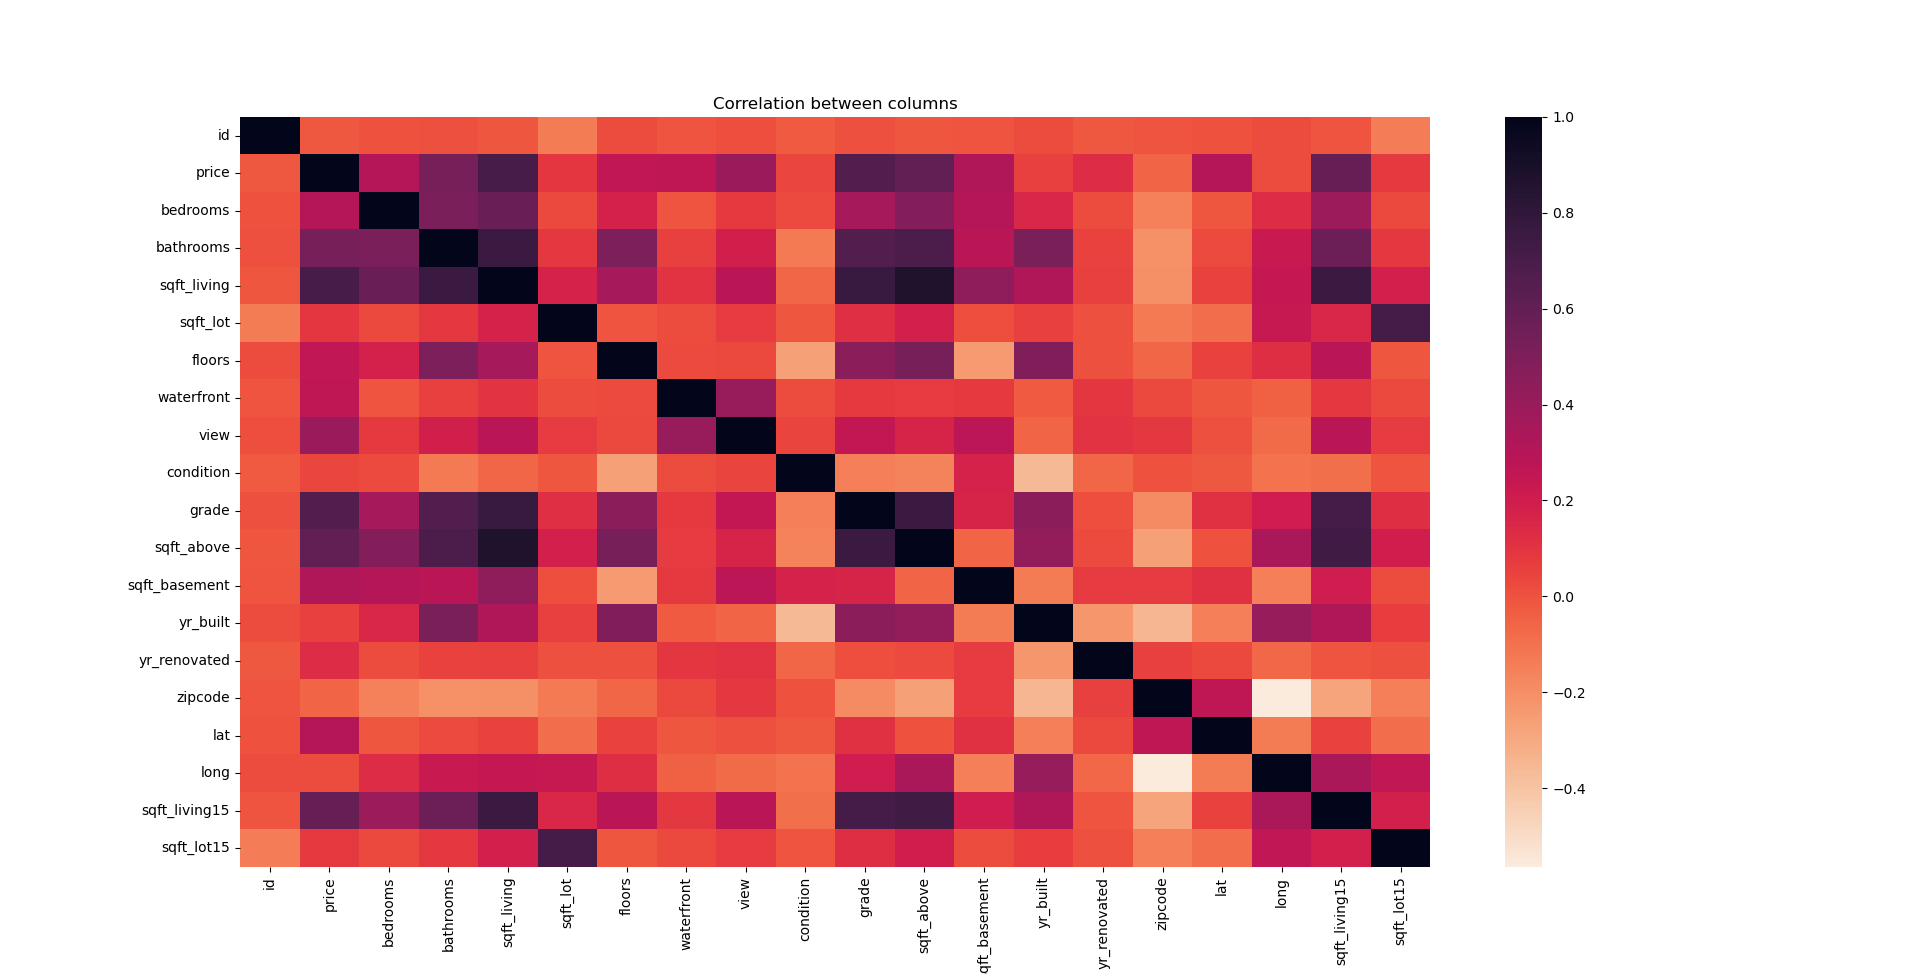 Correlation between columns
id
price
bedrooms
bathrooms
sqft_living
sqft_lot
floors
waterfront
view
condition
grade
sqft_above
sqft_basement
yr_built
yr_renovated
zipcode
lat
long
sqft_living15
sqft_lot15
id
price
bedrooms
bathrooms
sqft_living
sqft_lot
floors
waterfront
view
condition
grade
sqft_above
qft_basement
yr_built
yr_renovated
zipcode
lat
long
sqft_living15
sqft_lot15
1.0
0.8
0.6
0.4
0.2
0.0
−0.2
−0.4